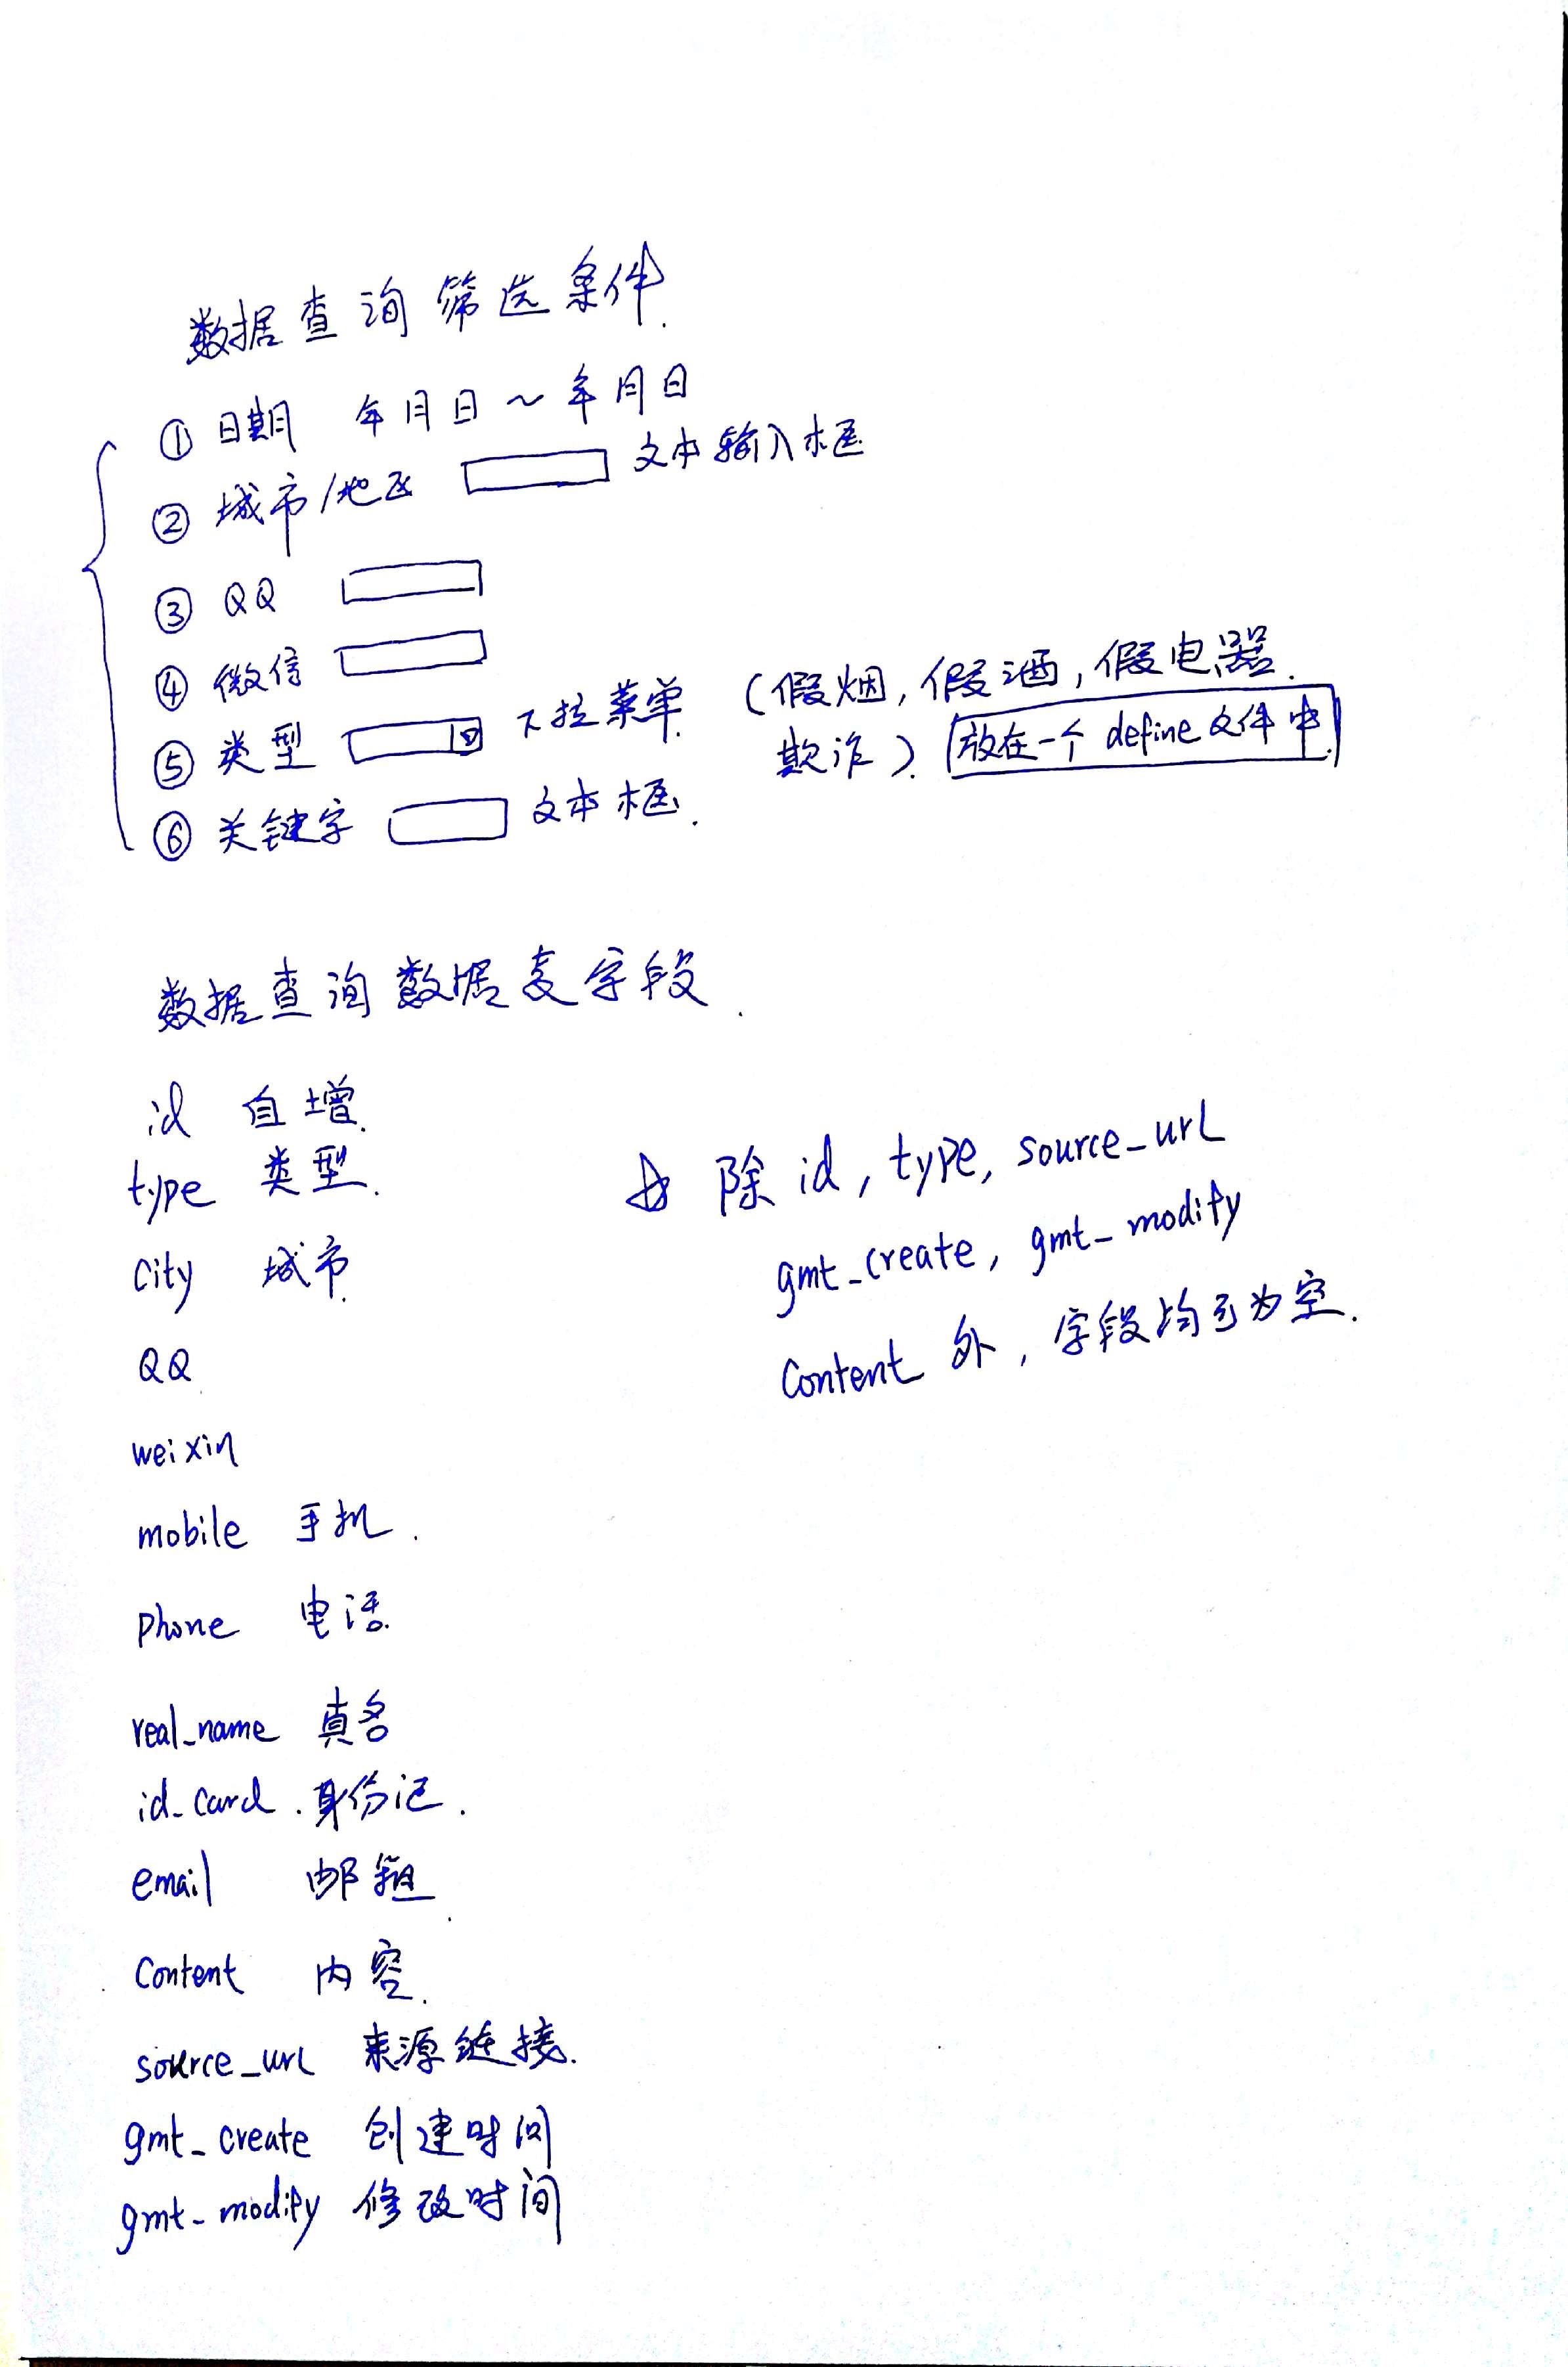 数据查询筛选条件.
① 日期 年月日 ~ 年月日
② 城市/地区 文本输入框
③ QQ
④ 微信
⑤ 类型 下拉菜单. (假烟, 假酒, 假电器.
欺诈). 放在一个 define 文件中.
⑥ 关键字 文本框.
数据查询数据表字段.
id 自增.
type 类型.
City 城市.
QQ
weixin
mobile 手机.
phone 电话.
real_name 真名
id_card. 身份证.
email 邮箱.
Content 内容.
source_url 来源链接.
gmt_create 创建时间
gmt_modify 修改时间
除 id, type, source_url
gmt_create, gmt_modify
Content 外, 字段均可为空.